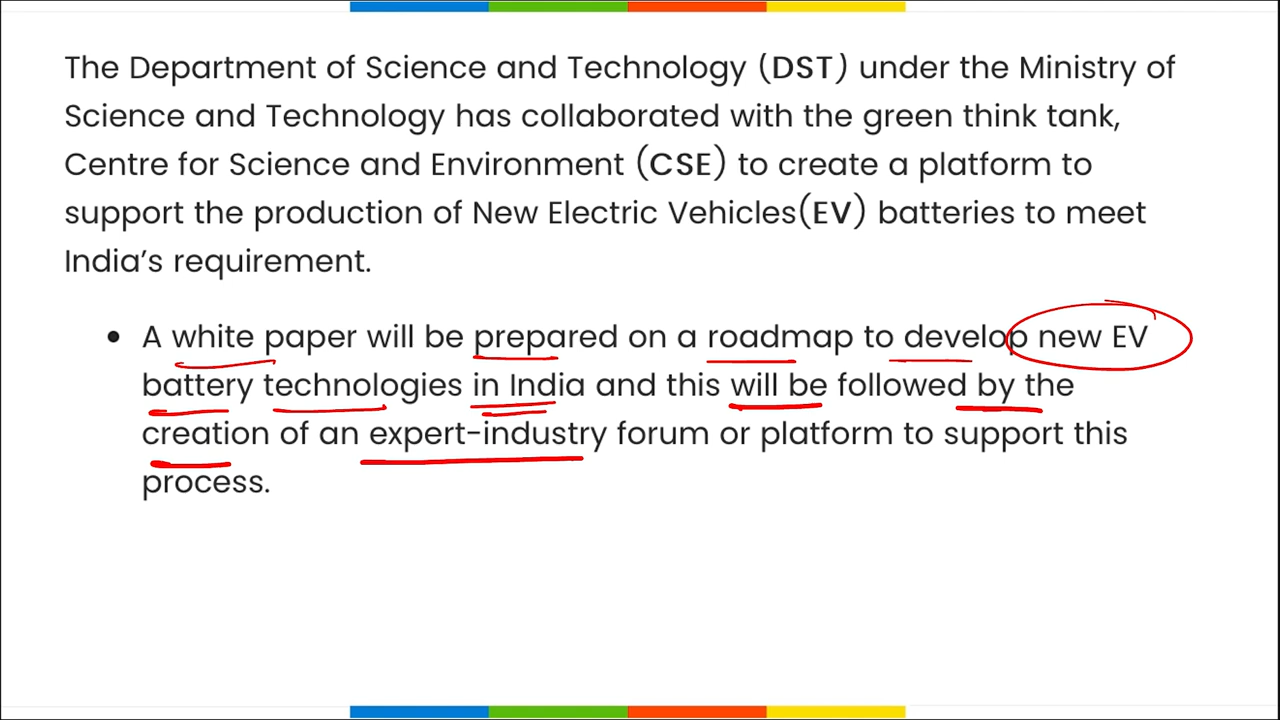 The Department of Science and Technology (DST) under the Ministry of
Science and Technology has collaborated with the green think tank,
Centre for Science and Environment (CSE) to create a platform to
support the production of New Electric Vehicles(EV) batteries to meet
India’s requirement.
• A white paper will be prepared on a roadmap to develop new EV
battery technologies in India and this will be followed by the
creation of an expert-industry forum or platform to support this
process.